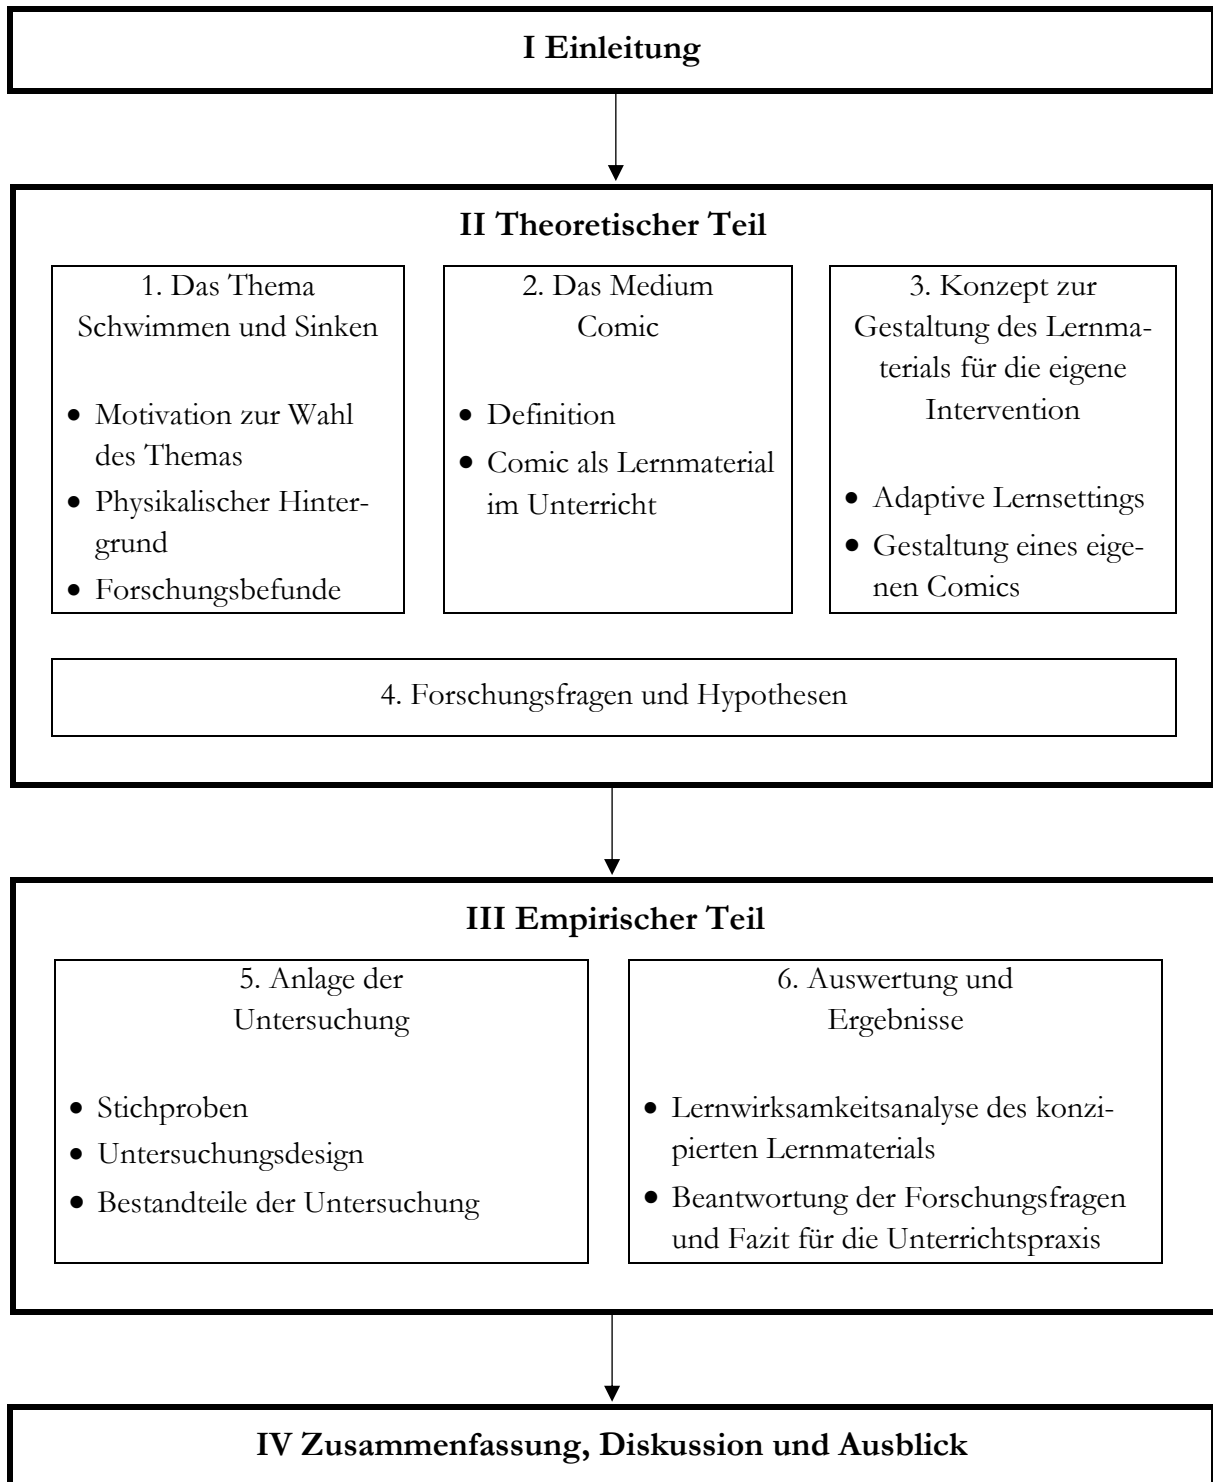 I Einleitung
II Theoretischer Teil
1. Das Thema
Schwimmen und Sinken
• Motivation zur Wahl
des Themas
• Physikalischer Hinter-
grund
• Forschungsbefunde
2. Das Medium
Comic
• Definition
• Comic als Lernmaterial
im Unterricht
3. Konzept zur
Gestaltung des Lernma-
terials für die eigene
Intervention
• Adaptive Lernsettings
• Gestaltung eines eige-
nen Comics
4. Forschungsfragen und Hypothesen
III Empirischer Teil
5. Anlage der
Untersuchung
• Stichproben
• Untersuchungsdesign
• Bestandteile der Untersuchung
6. Auswertung und
Ergebnisse
• Lernwirksamkeitsanalyse des konzi-
pierten Lernmaterials
• Beantwortung der Forschungsfragen
und Fazit für die Unterrichtspraxis
IV Zusammenfassung, Diskussion und Ausblick